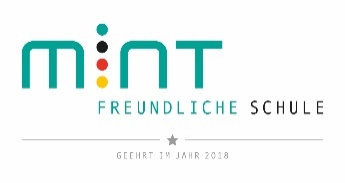 mint
FREUNDLICHE SCHULE
GEEHRT IM JAHR 2018